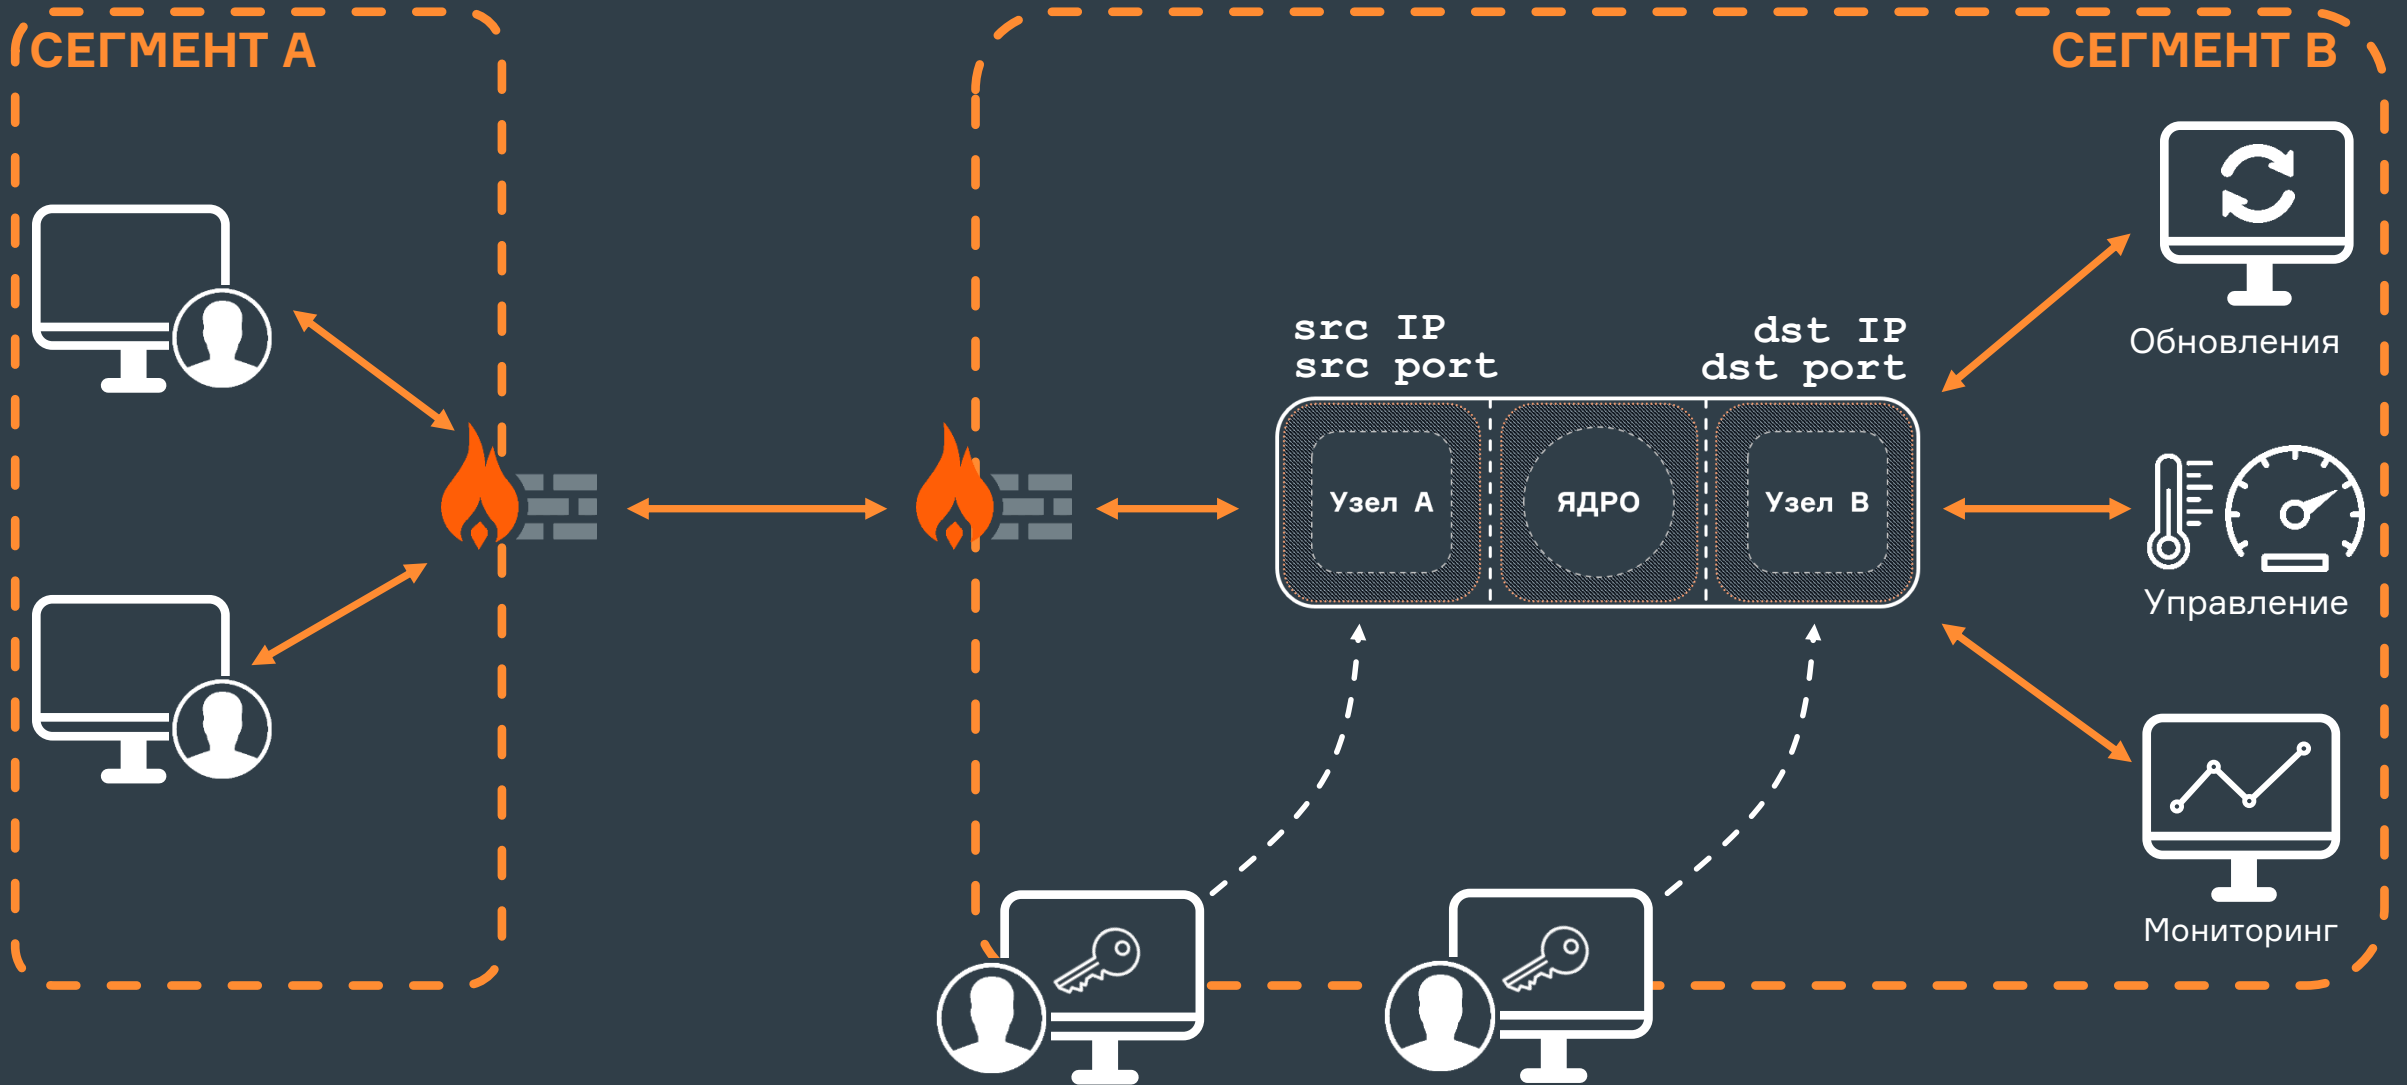 СЕГМЕНТ А
СЕГМЕНТ В
Обновления
src IP
src port
dst IP
dst port
Узел А
ЯДРО
Узел В
Управление
Мониторинг